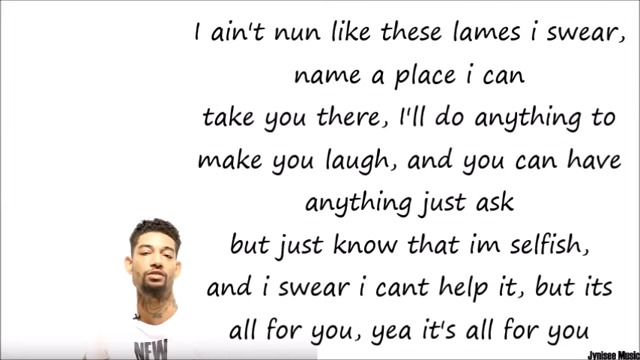 I ain't nun like these lames i swear,
name a place i can
take you there, I'll do anything to
make you laugh, and you can have
anything just ask
but just know that im selfish,
and i swear i cant help it, but its
all for you, yea it's all for you
NEW
Jynisee Music